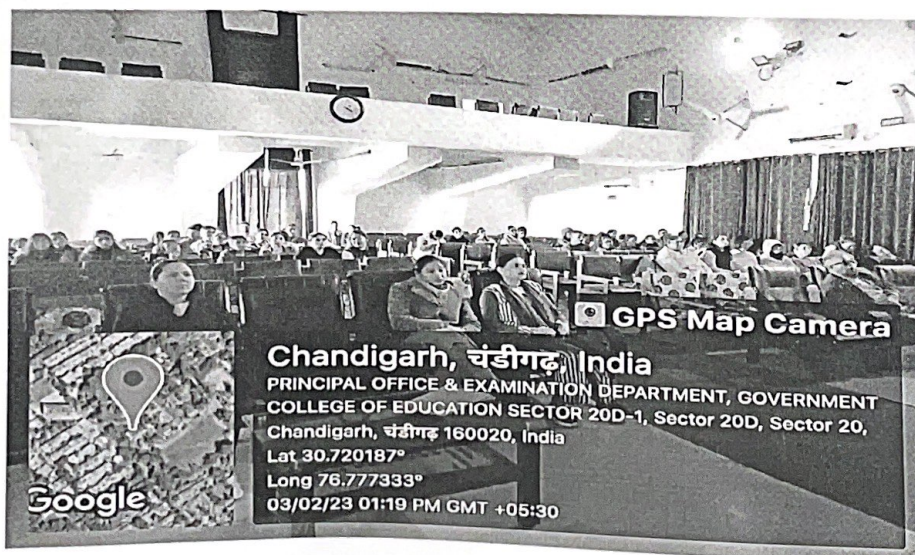 GPS Map Camera
Chandigarh, चंडीगढ़, India
PRINCIPAL OFFICE & EXAMINATION DEPARTMENT, GOVERNMENT
COLLEGE OF EDUCATION SECTOR 20D-1, Sector 20D, Sector 20,
Chandigarh, चंडीगढ़ 160020, India
Lat 30.720187°
Long 76.777333°
03/02/23 01:19 PM GMT +05:30
Google